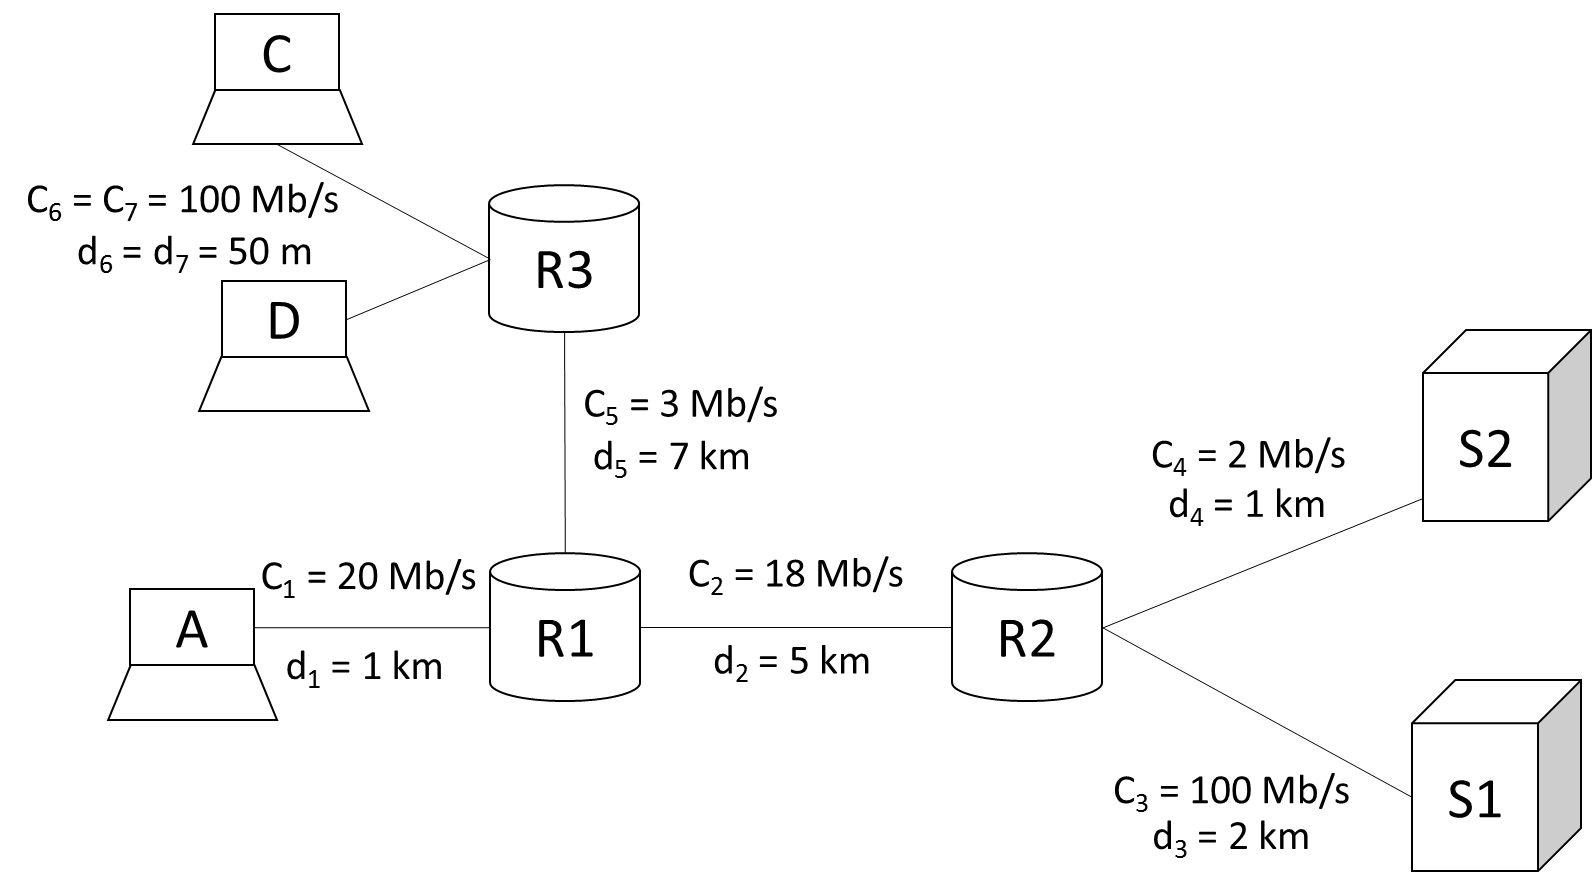 C
C₆ = C₇ = 100 Mb/s
d₆ = d₇ = 50 m
R3
D
C₅ = 3 Mb/s
d₅ = 7 km
S2
C₄ = 2 Mb/s
d₄ = 1 km
C₁ = 20 Mb/s
C₂ = 18 Mb/s
A
R1
R2
d₁ = 1 km
d₂ = 5 km
C₃ = 100 Mb/s
d₃ = 2 km
S1